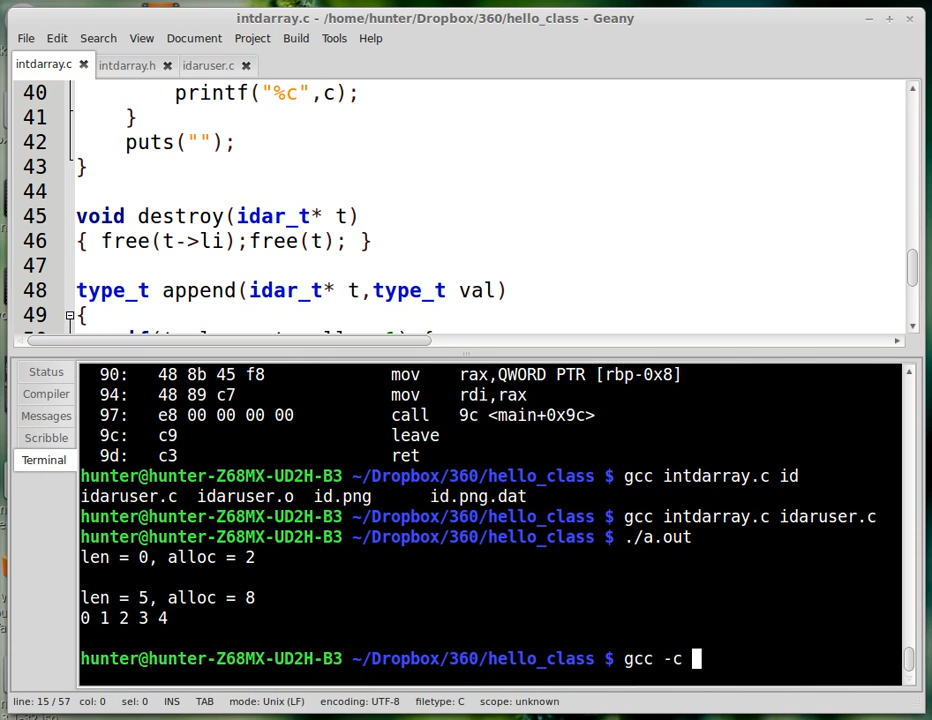 intdarray.c - /home/hunter/Dropbox/360/hello_class - Geany
File Edit Search View Document Project Build Tools Help
intdarray.c intdarray.h idaruser.c
40 printf("%c",c);
41 }
42 puts("");
43 }
44
45 void destroy(idar_t* t)
46 { free(t->li);free(t); }
47
48 type_t append(idar_t* t,type_t val)
49 {
Status
Compiler
Messages
Scribble
Terminal
90: 48 8b 45 f8 mov rax,QWORD PTR [rbp-0x8]
94: 48 89 c7 mov rdi,rax
97: e8 00 00 00 00 call 9c <main+0x9c>
9c: c9 leave
9d: c3 ret
hunter@hunter-Z68MX-UD2H-B3 ~/Dropbox/360/hello_class $ gcc intdarray.c id
idaruser.c idaruser.o id.png id.png.dat
hunter@hunter-Z68MX-UD2H-B3 ~/Dropbox/360/hello_class $ gcc intdarray.c idaruser.c
hunter@hunter-Z68MX-UD2H-B3 ~/Dropbox/360/hello_class $ ./a.out
len = 0, alloc = 2
len = 5, alloc = 8
0 1 2 3 4
hunter@hunter-Z68MX-UD2H-B3 ~/Dropbox/360/hello_class $ gcc -c
line: 15 / 57 col: 0 sel: 0 INS TAB mode: Unix (LF) encoding: UTF-8 filetype: C scope: unknown